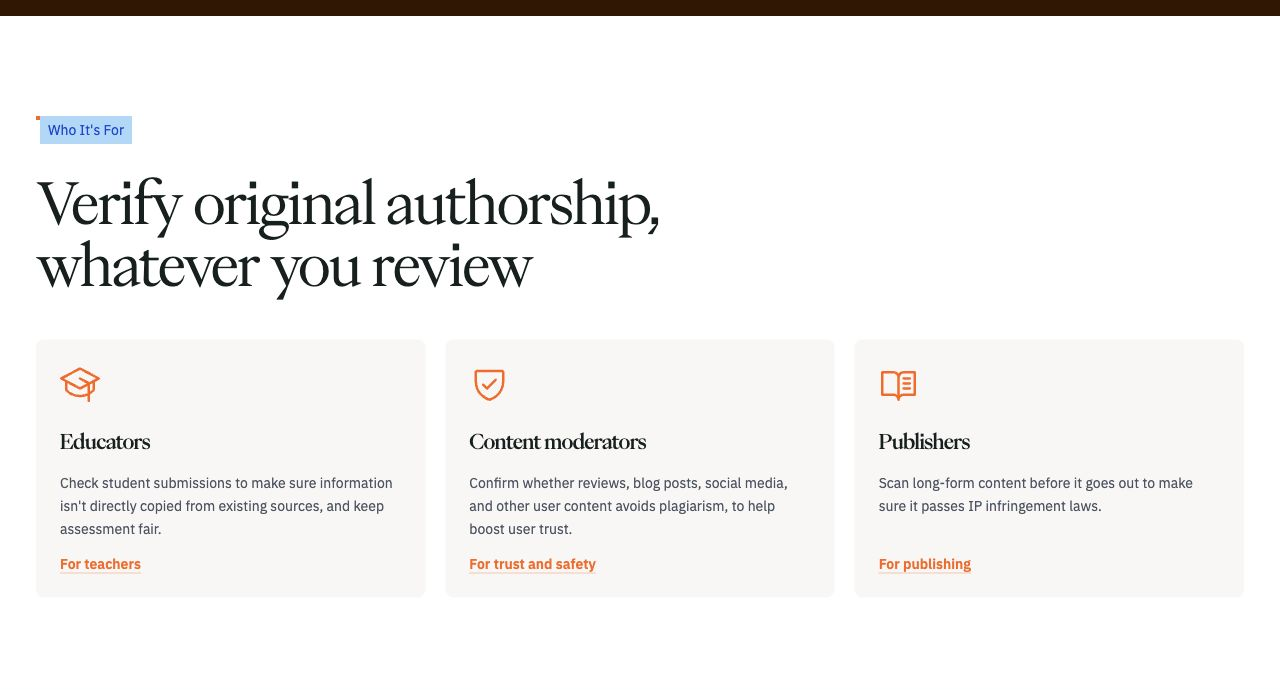 Who It's For
Verify original authorship,
whatever you review
Educators
Check student submissions to make sure information
isn't directly copied from existing sources, and keep
assessment fair.
For teachers
Content moderators
Confirm whether reviews, blog posts, social media,
and other user content avoids plagiarism, to help
boost user trust.
For trust and safety
Publishers
Scan long-form content before it goes out to make
sure it passes IP infringement laws.
For publishing